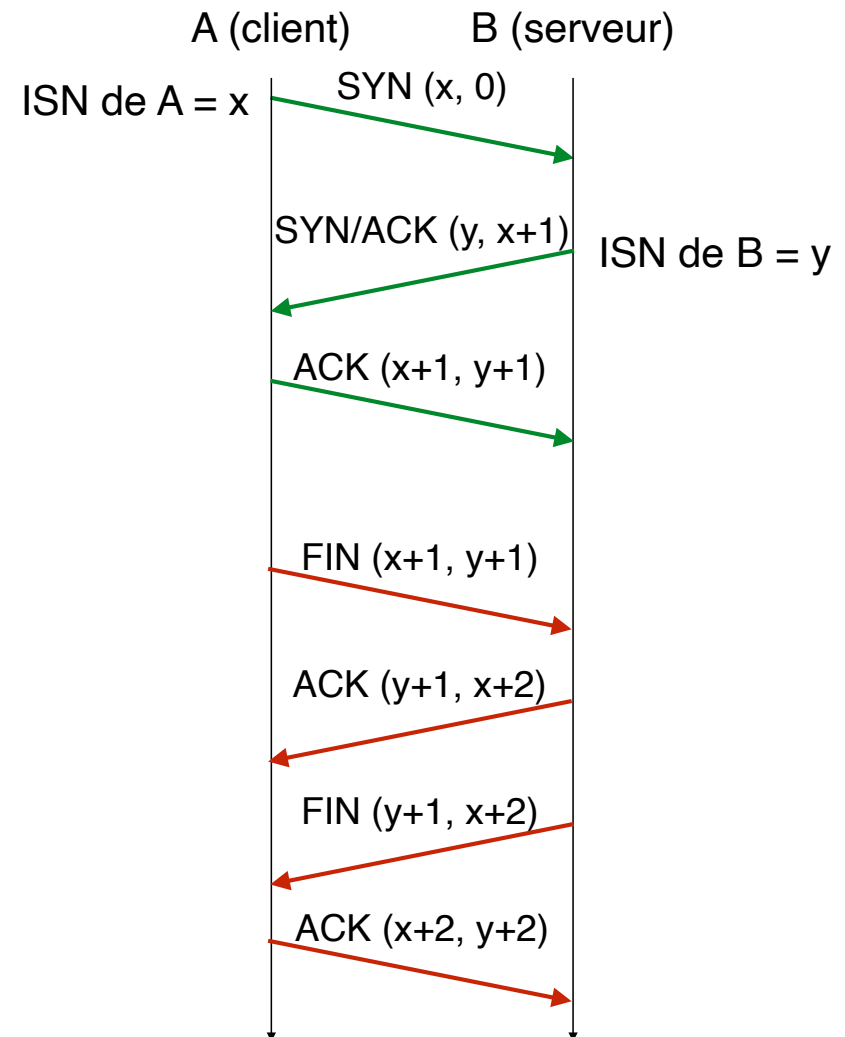 A (client)
B (serveur)
SYN (x, 0)
ISN de A = x
SYN/ACK (y, x+1)
ISN de B = y
ACK (x+1, y+1)
FIN (x+1, y+1)
ACK (y+1, x+2)
FIN (y+1, x+2)
ACK (x+2, y+2)